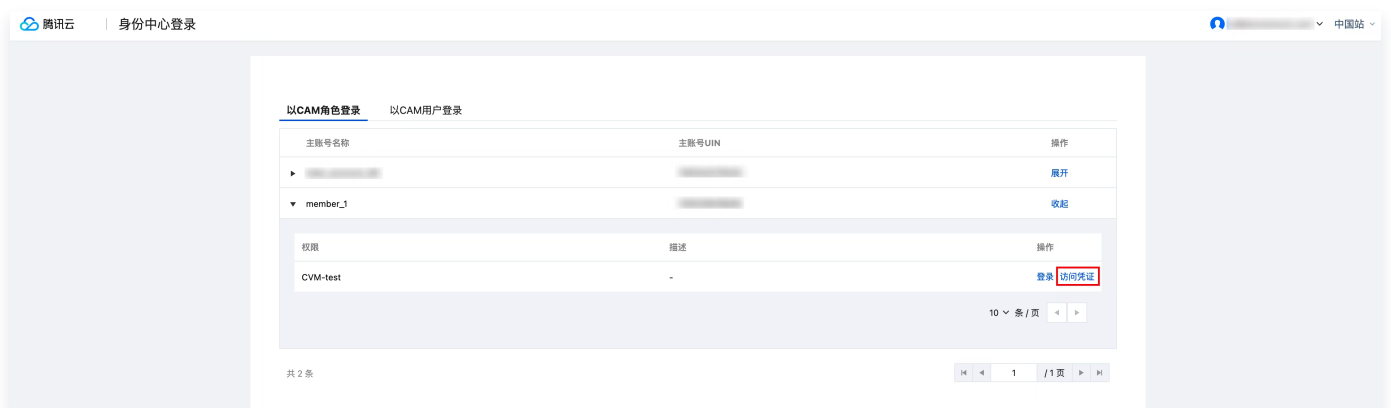 腾讯云 身份中心登录 中国站
以CAM角色登录 以CAM用户登录
主账号名称 主账号UIN 操作
展开
member_1 收起
权限 描述 操作
CVM-test - 登录 访问凭证
10 条 / 页
共 2 条 1 / 1 页